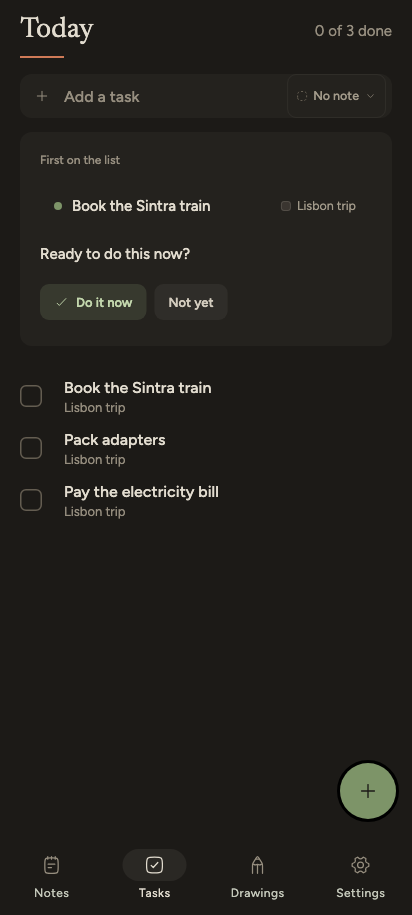 Today
0 of 3 done
Add a task
No note
First on the list
Book the Sintra train
Lisbon trip
Ready to do this now?
Do it now
Not yet
Book the Sintra train
Lisbon trip
Pack adapters
Lisbon trip
Pay the electricity bill
Lisbon trip
Notes
Tasks
Drawings
Settings